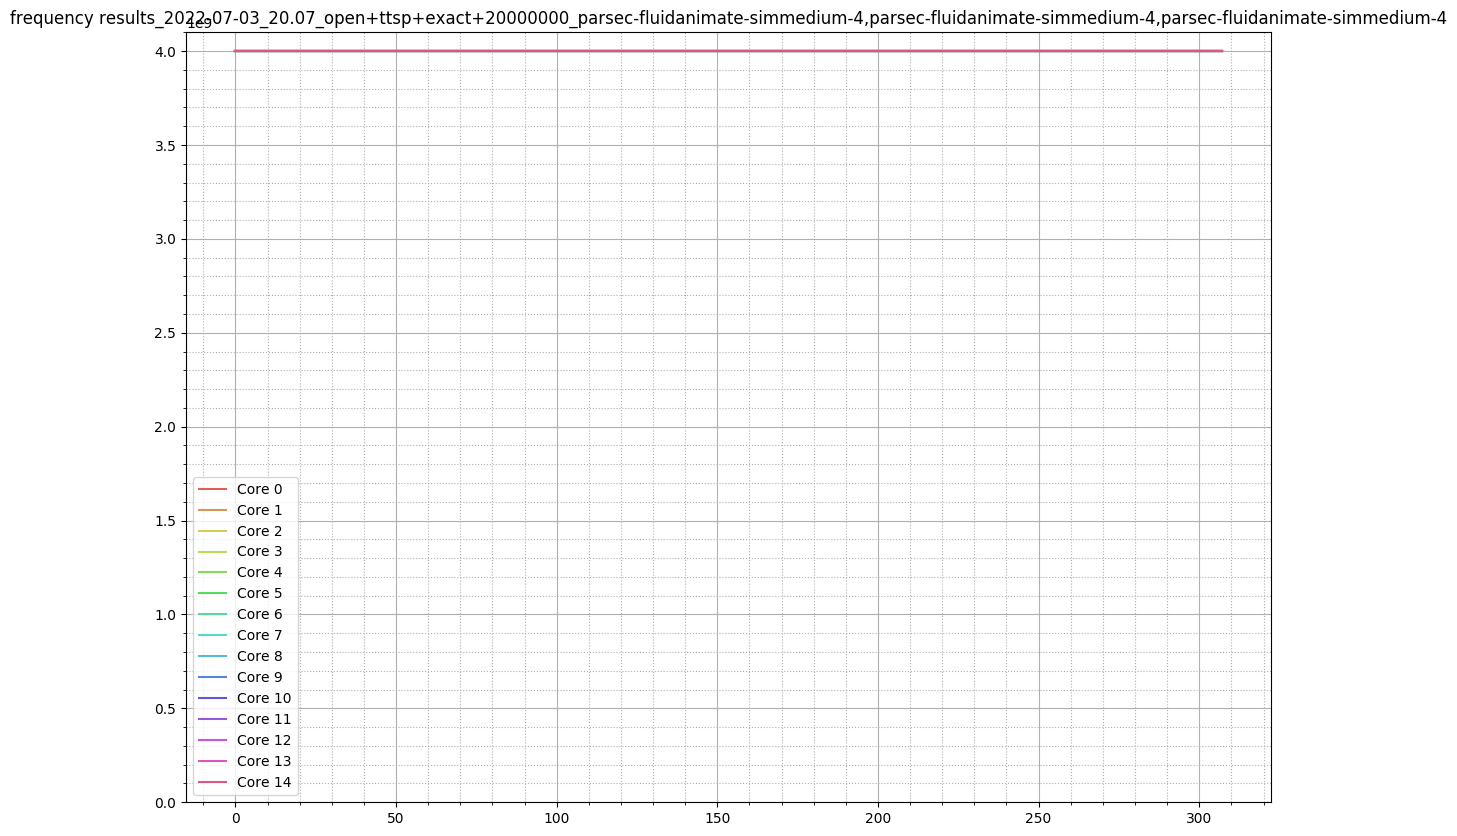 frequency results_2022-07-03_20.07_open+ttsp+exact+20000000_parsec-fluidanimate-simmedium-4,parsec-fluidanimate-simmedium-4,parsec-fluidanimate-simmedium-4
1e9
4.0
3.5
3.0
2.5
2.0
1.5
1.0
0.5
0.0
Core 0
Core 1
Core 2
Core 3
Core 4
Core 5
Core 6
Core 7
Core 8
Core 9
Core 10
Core 11
Core 12
Core 13
Core 14
0 50 100 150 200 250 300